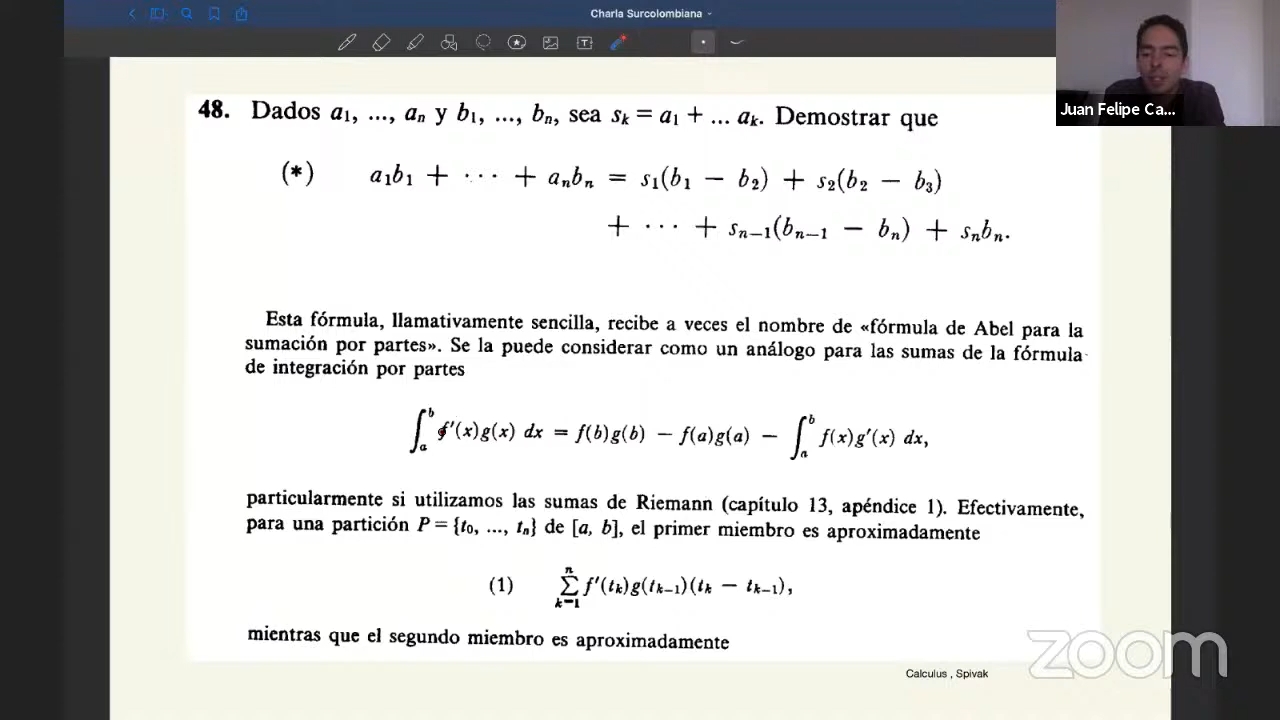 Charla Surcolombiana
Juan Felipe Ca...
48. Dados a₁, ..., aₙ y b₁, ..., bₙ, sea sₖ = a₁ + ... aₖ. Demostrar que
(*) a₁b₁ + ··· + aₙbₙ = s₁(b₁ − b₂) + s₂(b₂ − b₃)
+ ··· + sₙ₋₁(bₙ₋₁ − bₙ) + sₙbₙ.
Esta fórmula, llamativamente sencilla, recibe a veces el nombre de «fórmula de Abel para la
sumación por partes». Se la puede considerar como un análogo para las sumas de la fórmula
de integración por partes
∫ₐᵇ f′(x)g(x) dx = f(b)g(b) − f(a)g(a) − ∫ₐᵇ f(x)g′(x) dx,
particularmente si utilizamos las sumas de Riemann (capítulo 13, apéndice 1). Efectivamente,
para una partición P = {t₀, ..., tₙ} de [a, b], el primer miembro es aproximadamente
(1) ∑ₖ₌₁ⁿ f′(tₖ)g(tₖ₋₁)(tₖ − tₖ₋₁),
mientras que el segundo miembro es aproximadamente
zoom
Calculus , Spivak